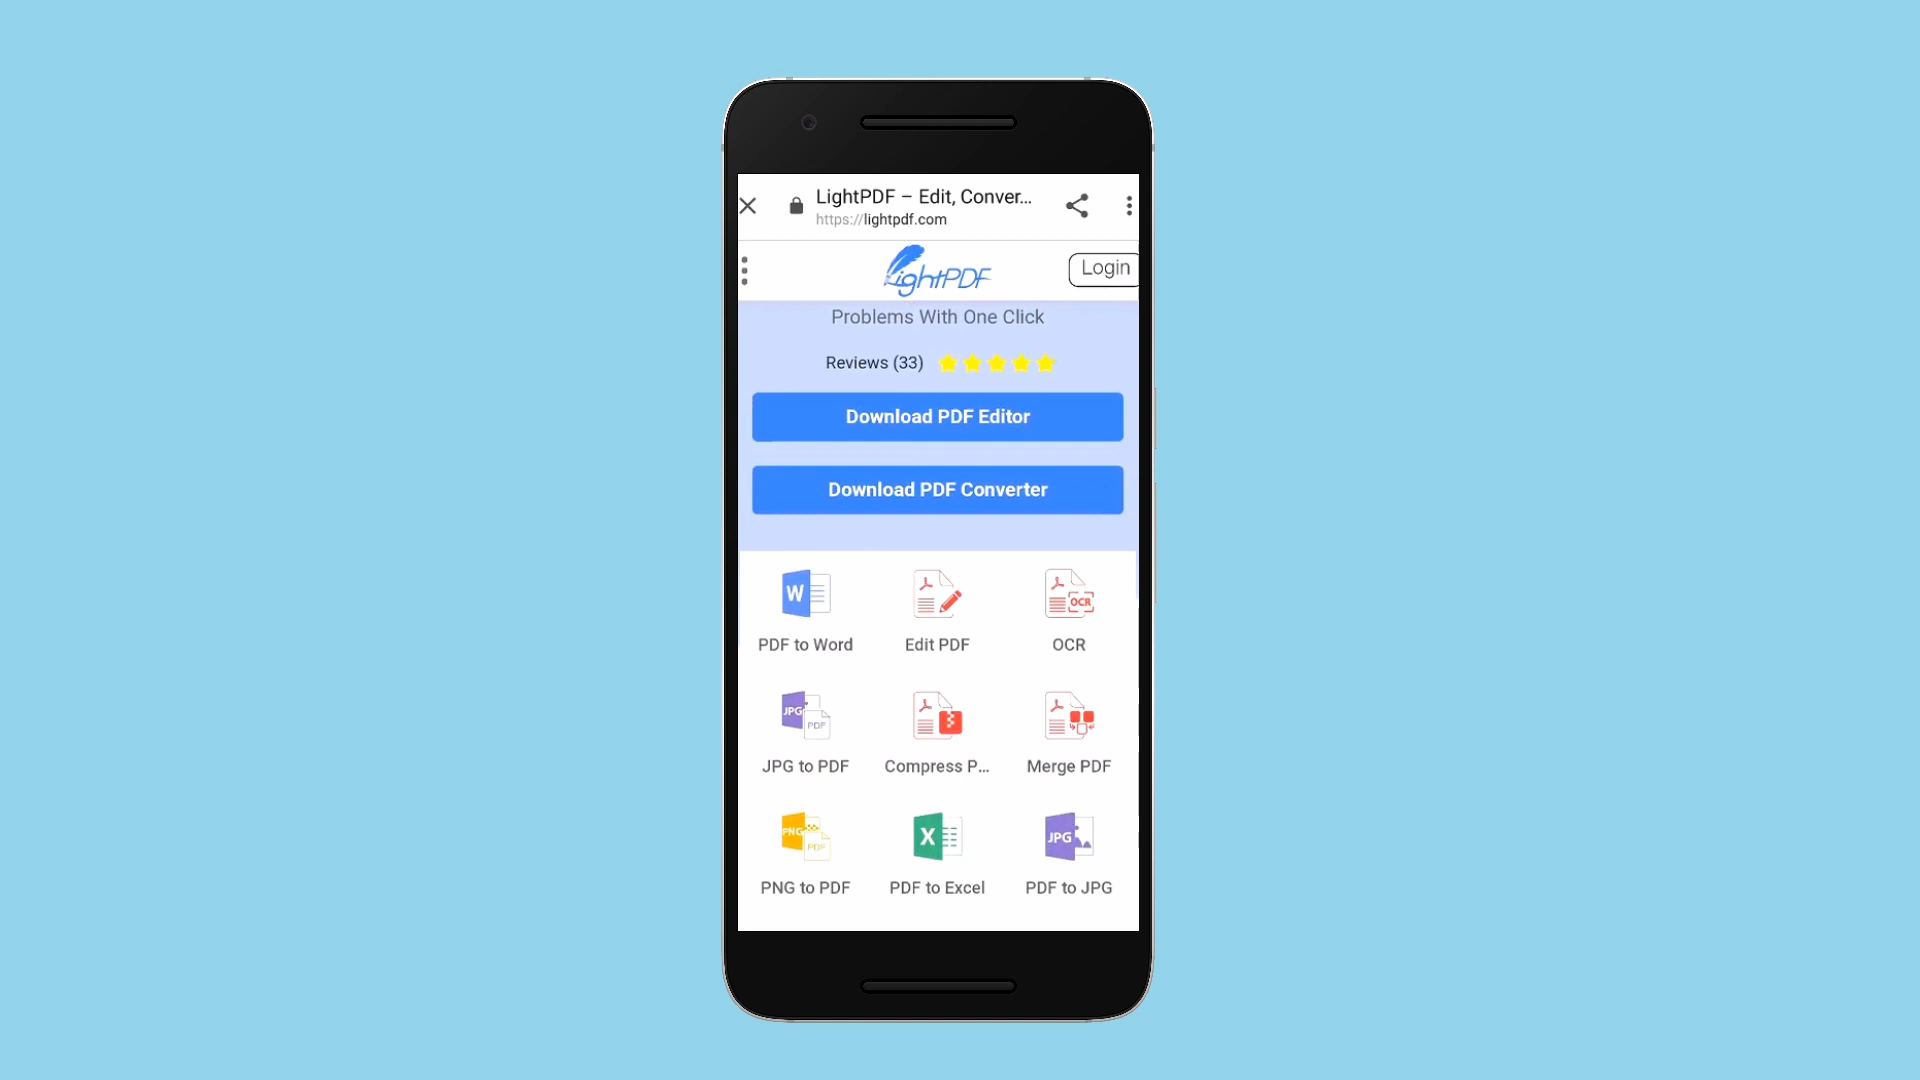 LightPDF – Edit, Conver...
https://lightpdf.com
LightPDF
Login
Problems With One Click
Reviews (33)
Download PDF Editor
Download PDF Converter
W
OCR
PDF to Word
Edit PDF
OCR
JPG
PDF
JPG to PDF
Compress P...
Merge PDF
PNG
PDF
X
JPG
PNG to PDF
PDF to Excel
PDF to JPG